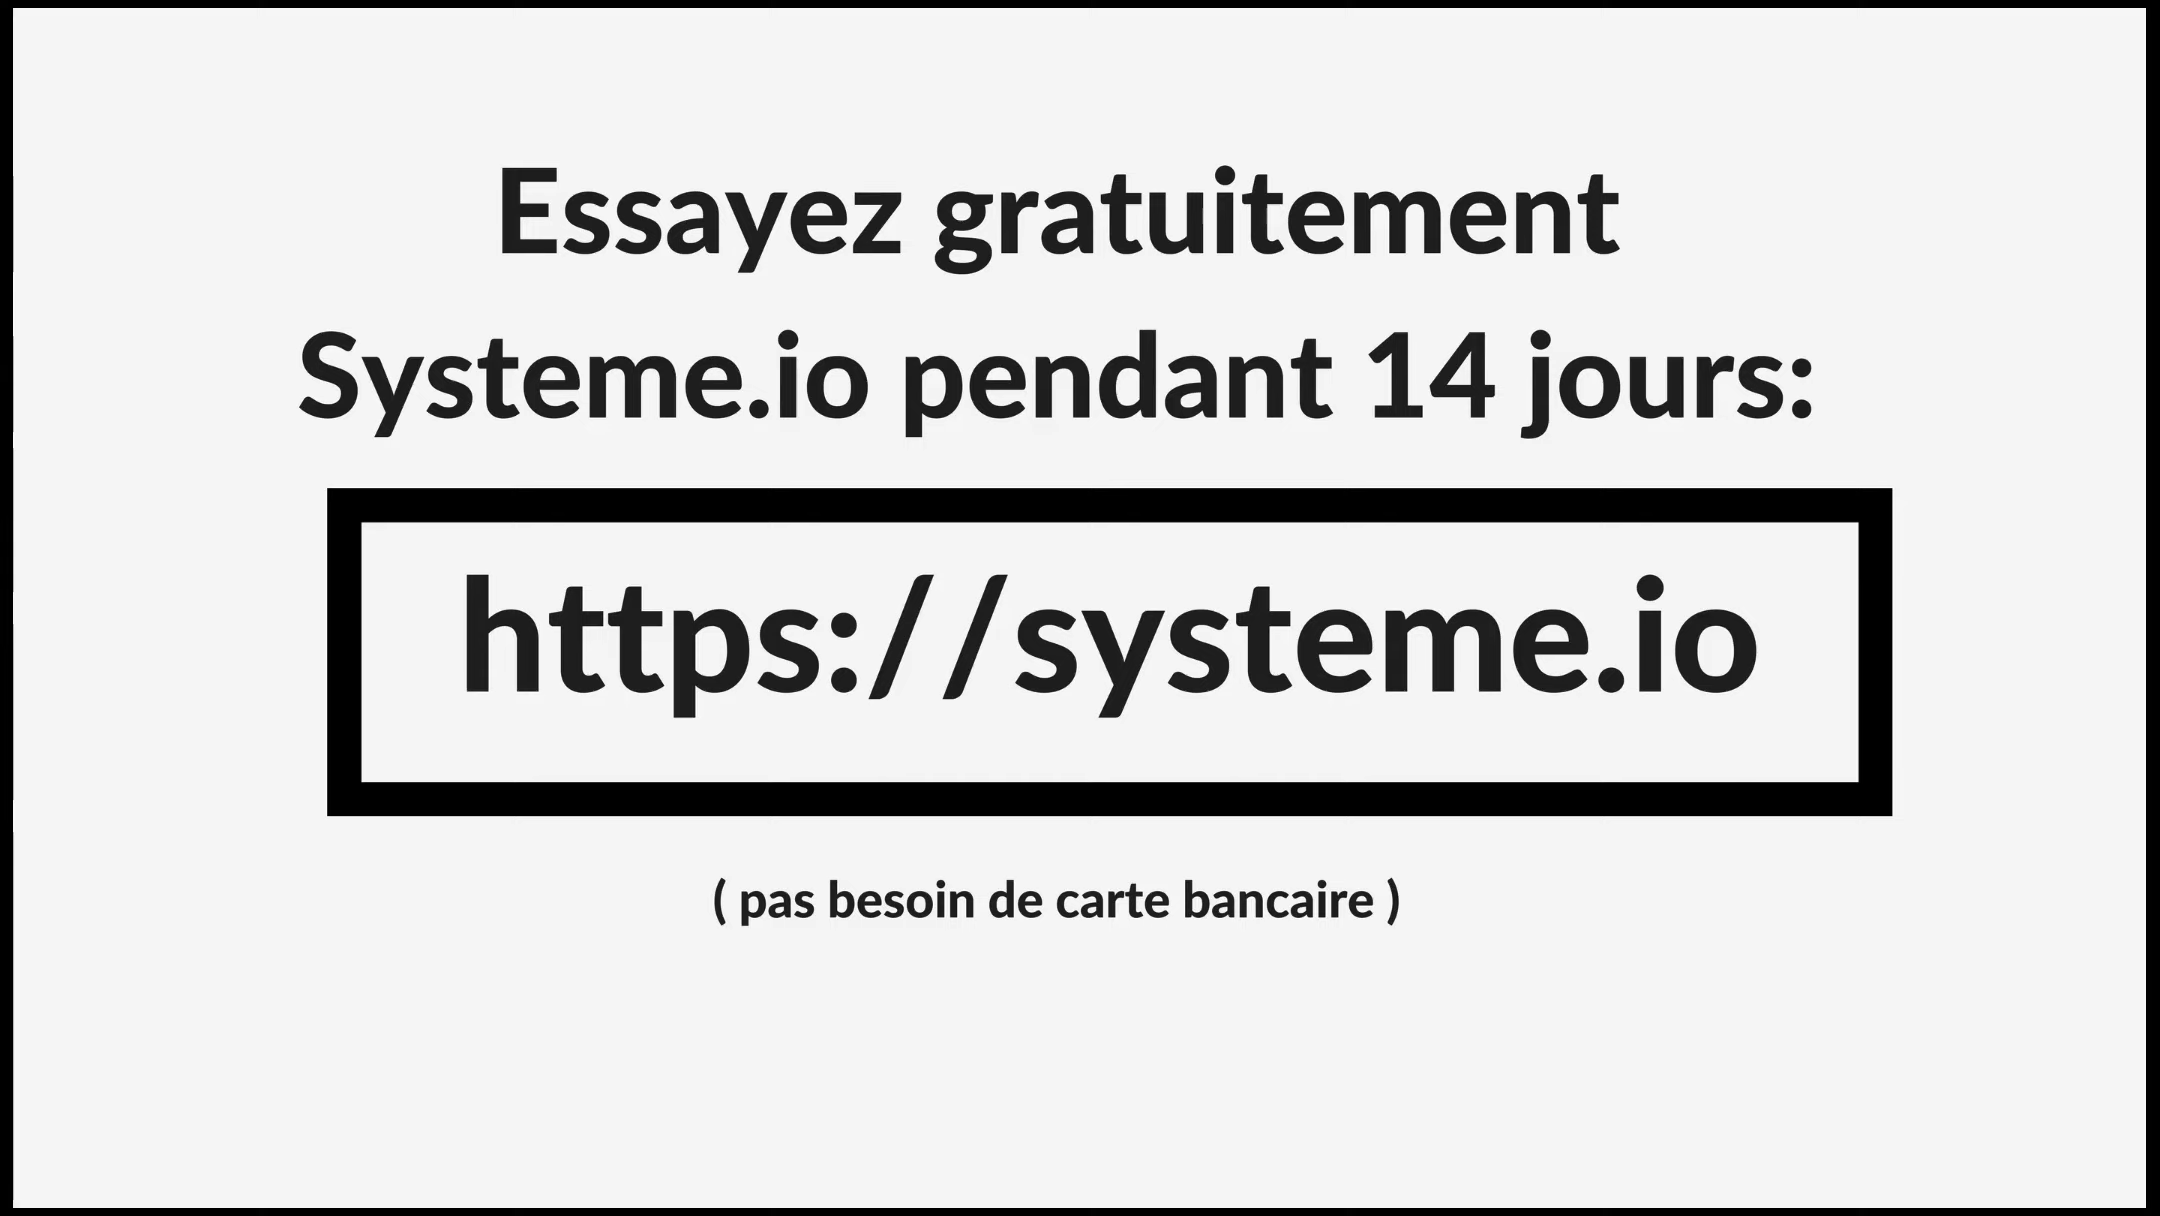 Essayez gratuitement
Systeme.io pendant 14 jours:
https://systeme.io
( pas besoin de carte bancaire )